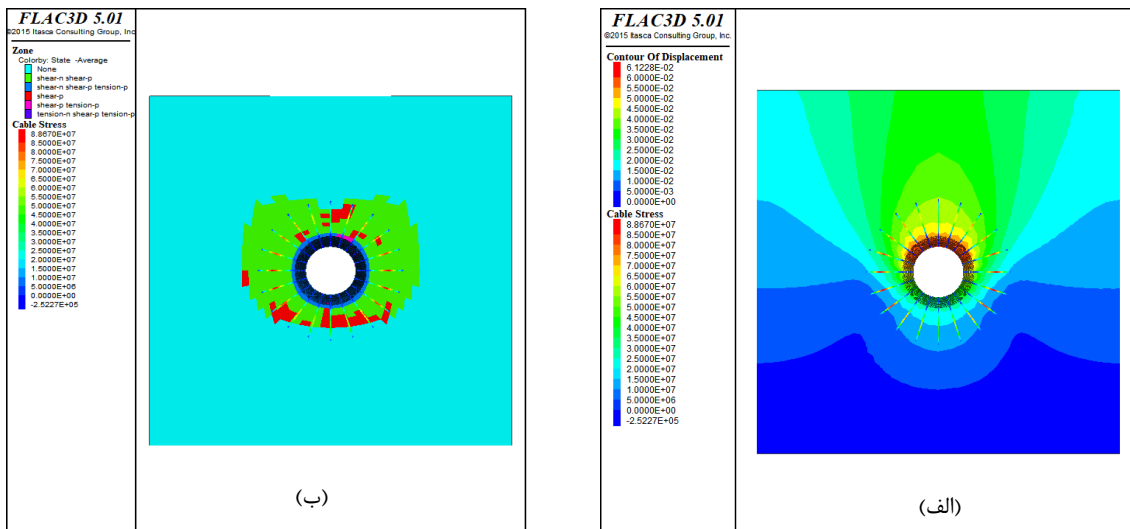 FLAC3D 5.01
©2015 Itasca Consulting Group, Inc.
Zone
Colorby: State -Average
None
shear-n shear-p
shear-n shear-p tension-p
shear-p
shear-p tension-p
tension-n shear-p tension-p
Cable Stress
8.8670E+07
8.5000E+07
8.0000E+07
7.5000E+07
7.0000E+07
6.5000E+07
6.0000E+07
5.5000E+07
5.0000E+07
4.5000E+07
4.0000E+07
3.5000E+07
3.0000E+07
2.5000E+07
2.0000E+07
1.5000E+07
1.0000E+07
5.0000E+06
0.0000E+00
-2.5227E+05
(ب)
FLAC3D 5.01
©2015 Itasca Consulting Group, Inc.
Contour Of Displacement
6.1228E-02
6.0000E-02
5.5000E-02
5.0000E-02
4.5000E-02
4.0000E-02
3.5000E-02
3.0000E-02
2.5000E-02
2.0000E-02
1.5000E-02
1.0000E-02
5.0000E-03
0.0000E+00
Cable Stress
8.8670E+07
8.5000E+07
8.0000E+07
7.5000E+07
7.0000E+07
6.5000E+07
6.0000E+07
5.5000E+07
5.0000E+07
4.5000E+07
4.0000E+07
3.5000E+07
3.0000E+07
2.5000E+07
2.0000E+07
1.5000E+07
1.0000E+07
5.0000E+06
0.0000E+00
-2.5227E+05
(الف)